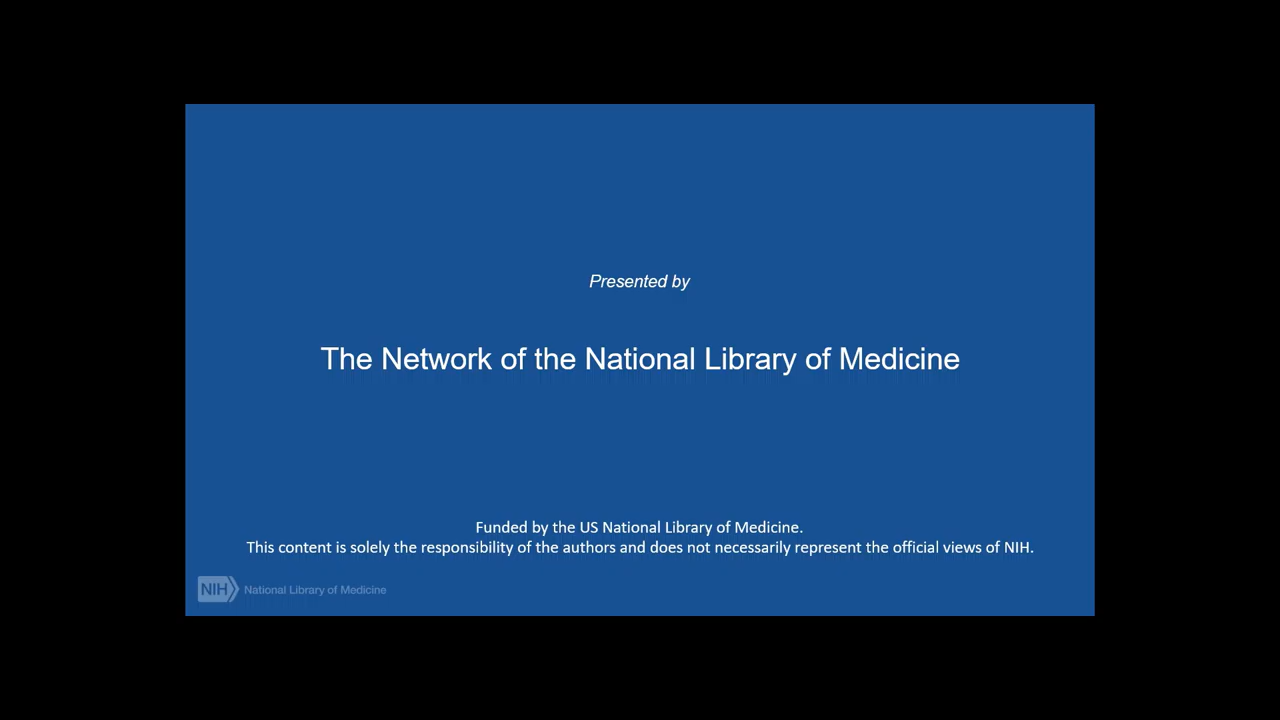 Presented by
The Network of the National Library of Medicine
Funded by the US National Library of Medicine.
This content is solely the responsibility of the authors and does not necessarily represent the official views of NIH.
NIH National Library of Medicine